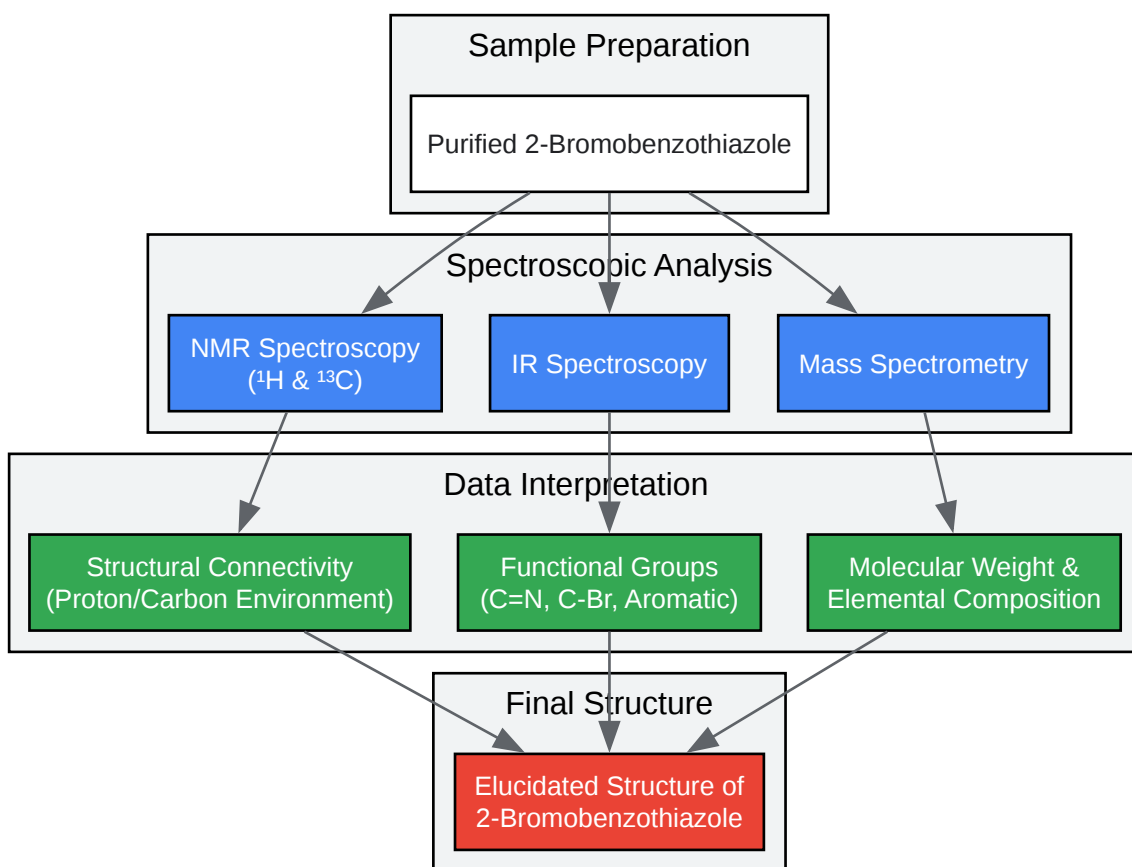 Sample Preparation
Purified 2-Bromobenzothiazole
Spectroscopic Analysis
NMR Spectroscopy
(¹H & ¹³C)
IR Spectroscopy
Mass Spectrometry
Data Interpretation
Structural Connectivity
(Proton/Carbon Environment)
Functional Groups
(C=N, C-Br, Aromatic)
Molecular Weight &
Elemental Composition
Final Structure
Elucidated Structure of
2-Bromobenzothiazole